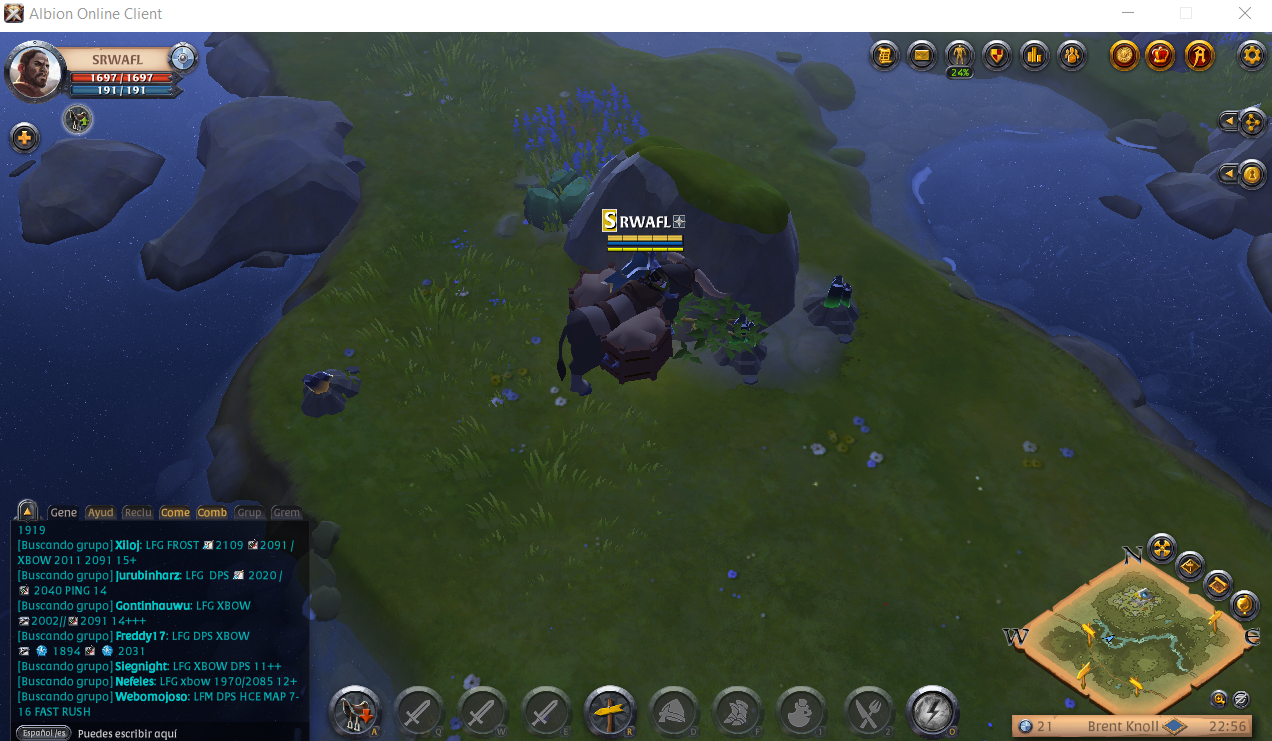 Albion Online Client
SRWAFL
1697 / 1697
191 / 191
24%
SRWAFL
Gene Ayud Reclu Come Comb Grup Grem
1919
[Buscando grupo] Xiloj: LFG FROST 2109 2091 /
XBOW 2011 2091 15+
[Buscando grupo] Jurubinharz: LFG DPS 2020 /
2040 PING 14
[Buscando grupo] Gontinhauwu: LFG XBOW
2002// 2091 14+++
[Buscando grupo] Freddy17: LFG DPS XBOW
1894 2031
[Buscando grupo] Siegnight: LFG XBOW DPS 11++
[Buscando grupo] Nefeles: LFG xbow 1970/2085 12+
[Buscando grupo] Webomojoso: LFM DPS HCE MAP 7-
16 FAST RUSH
Español /es Puedes escribir aquí
A Q W E R D F 1 2 O
N
W E
21 Brent Knoll 22:56